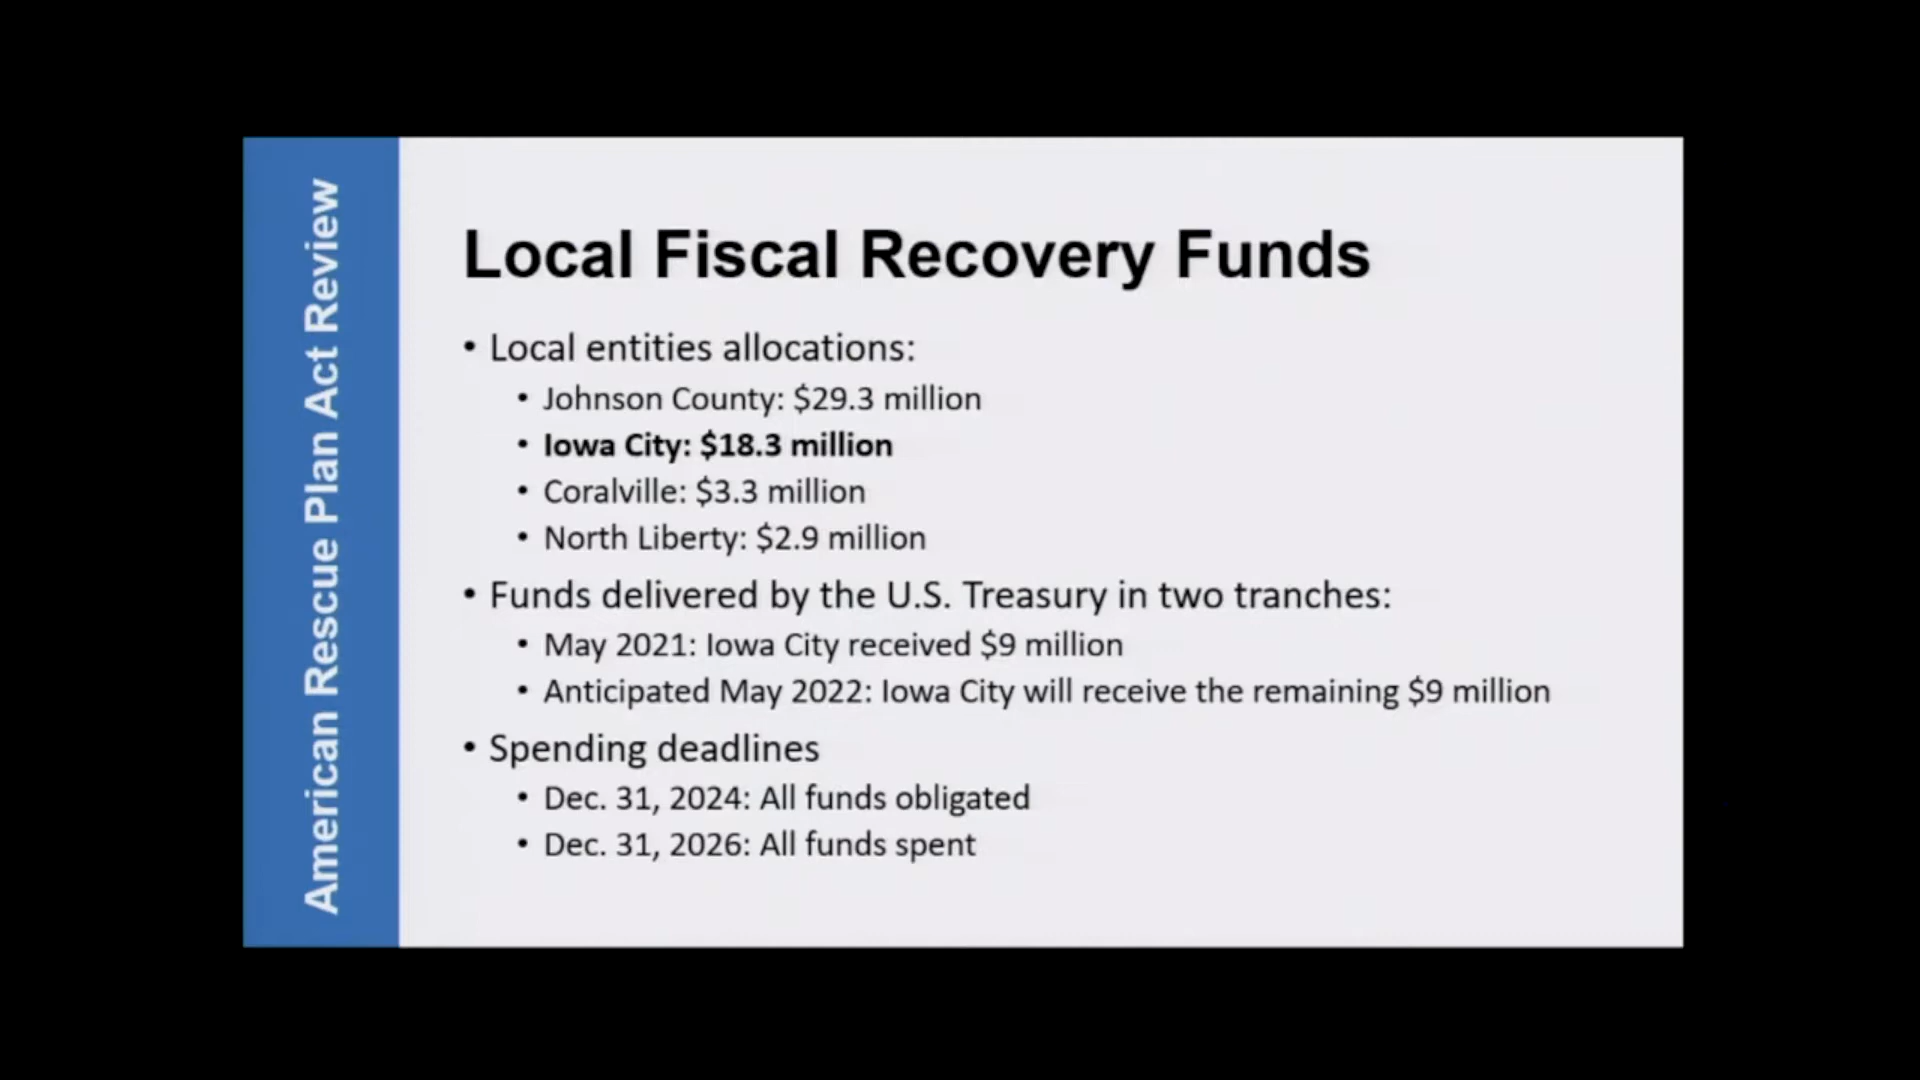 American Rescue Plan Act Review
Local Fiscal Recovery Funds
• Local entities allocations:
• Johnson County: $29.3 million
• Iowa City: $18.3 million
• Coralville: $3.3 million
• North Liberty: $2.9 million
• Funds delivered by the U.S. Treasury in two tranches:
• May 2021: Iowa City received $9 million
• Anticipated May 2022: Iowa City will receive the remaining $9 million
• Spending deadlines
• Dec. 31, 2024: All funds obligated
• Dec. 31, 2026: All funds spent